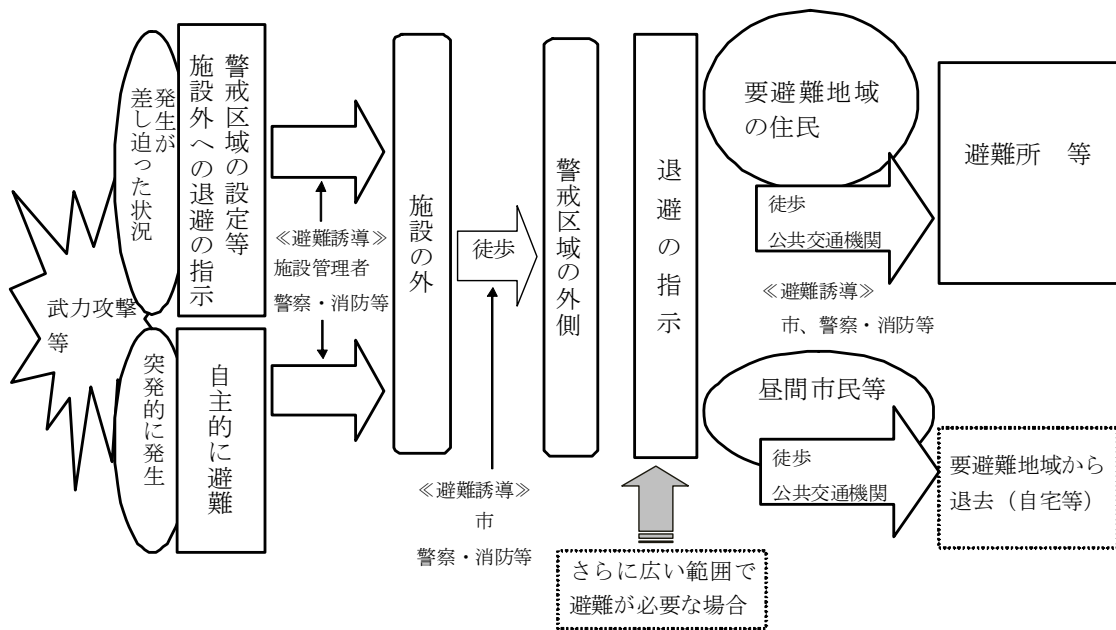 武力攻撃
等
発生が
差し迫った状況
警戒区域の設定等
施設外への退避の指示
突発的に発生
自主的に避難
≪避難誘導≫
施設管理者
警察・消防等
施設の外
徒歩
≪避難誘導≫
市
警察・消防等
警戒区域の外側
退避の指示
さらに広い範囲で
避難が必要な場合
要避難地域
の住民
徒歩
公共交通機関
≪避難誘導≫
市、警察・消防等
避難所　等
昼間市民等
徒歩
公共交通機関
要避難地域から
退去（自宅等）